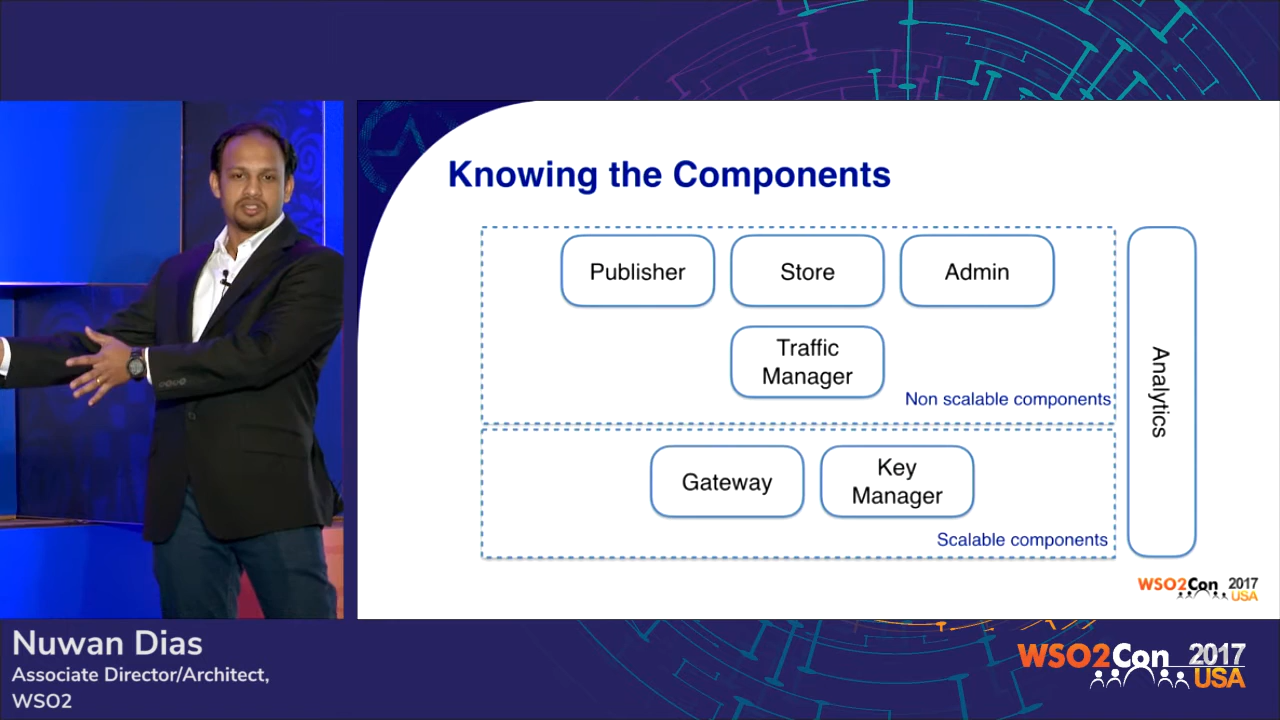 Knowing the Components
Publisher
Store
Admin
Traffic
Manager
Non scalable components
Gateway
Key
Manager
Scalable components
Analytics
WSO2Con 2017
USA
Nuwan Dias
Associate Director/Architect,
WSO2
WSO2Con 2017
USA